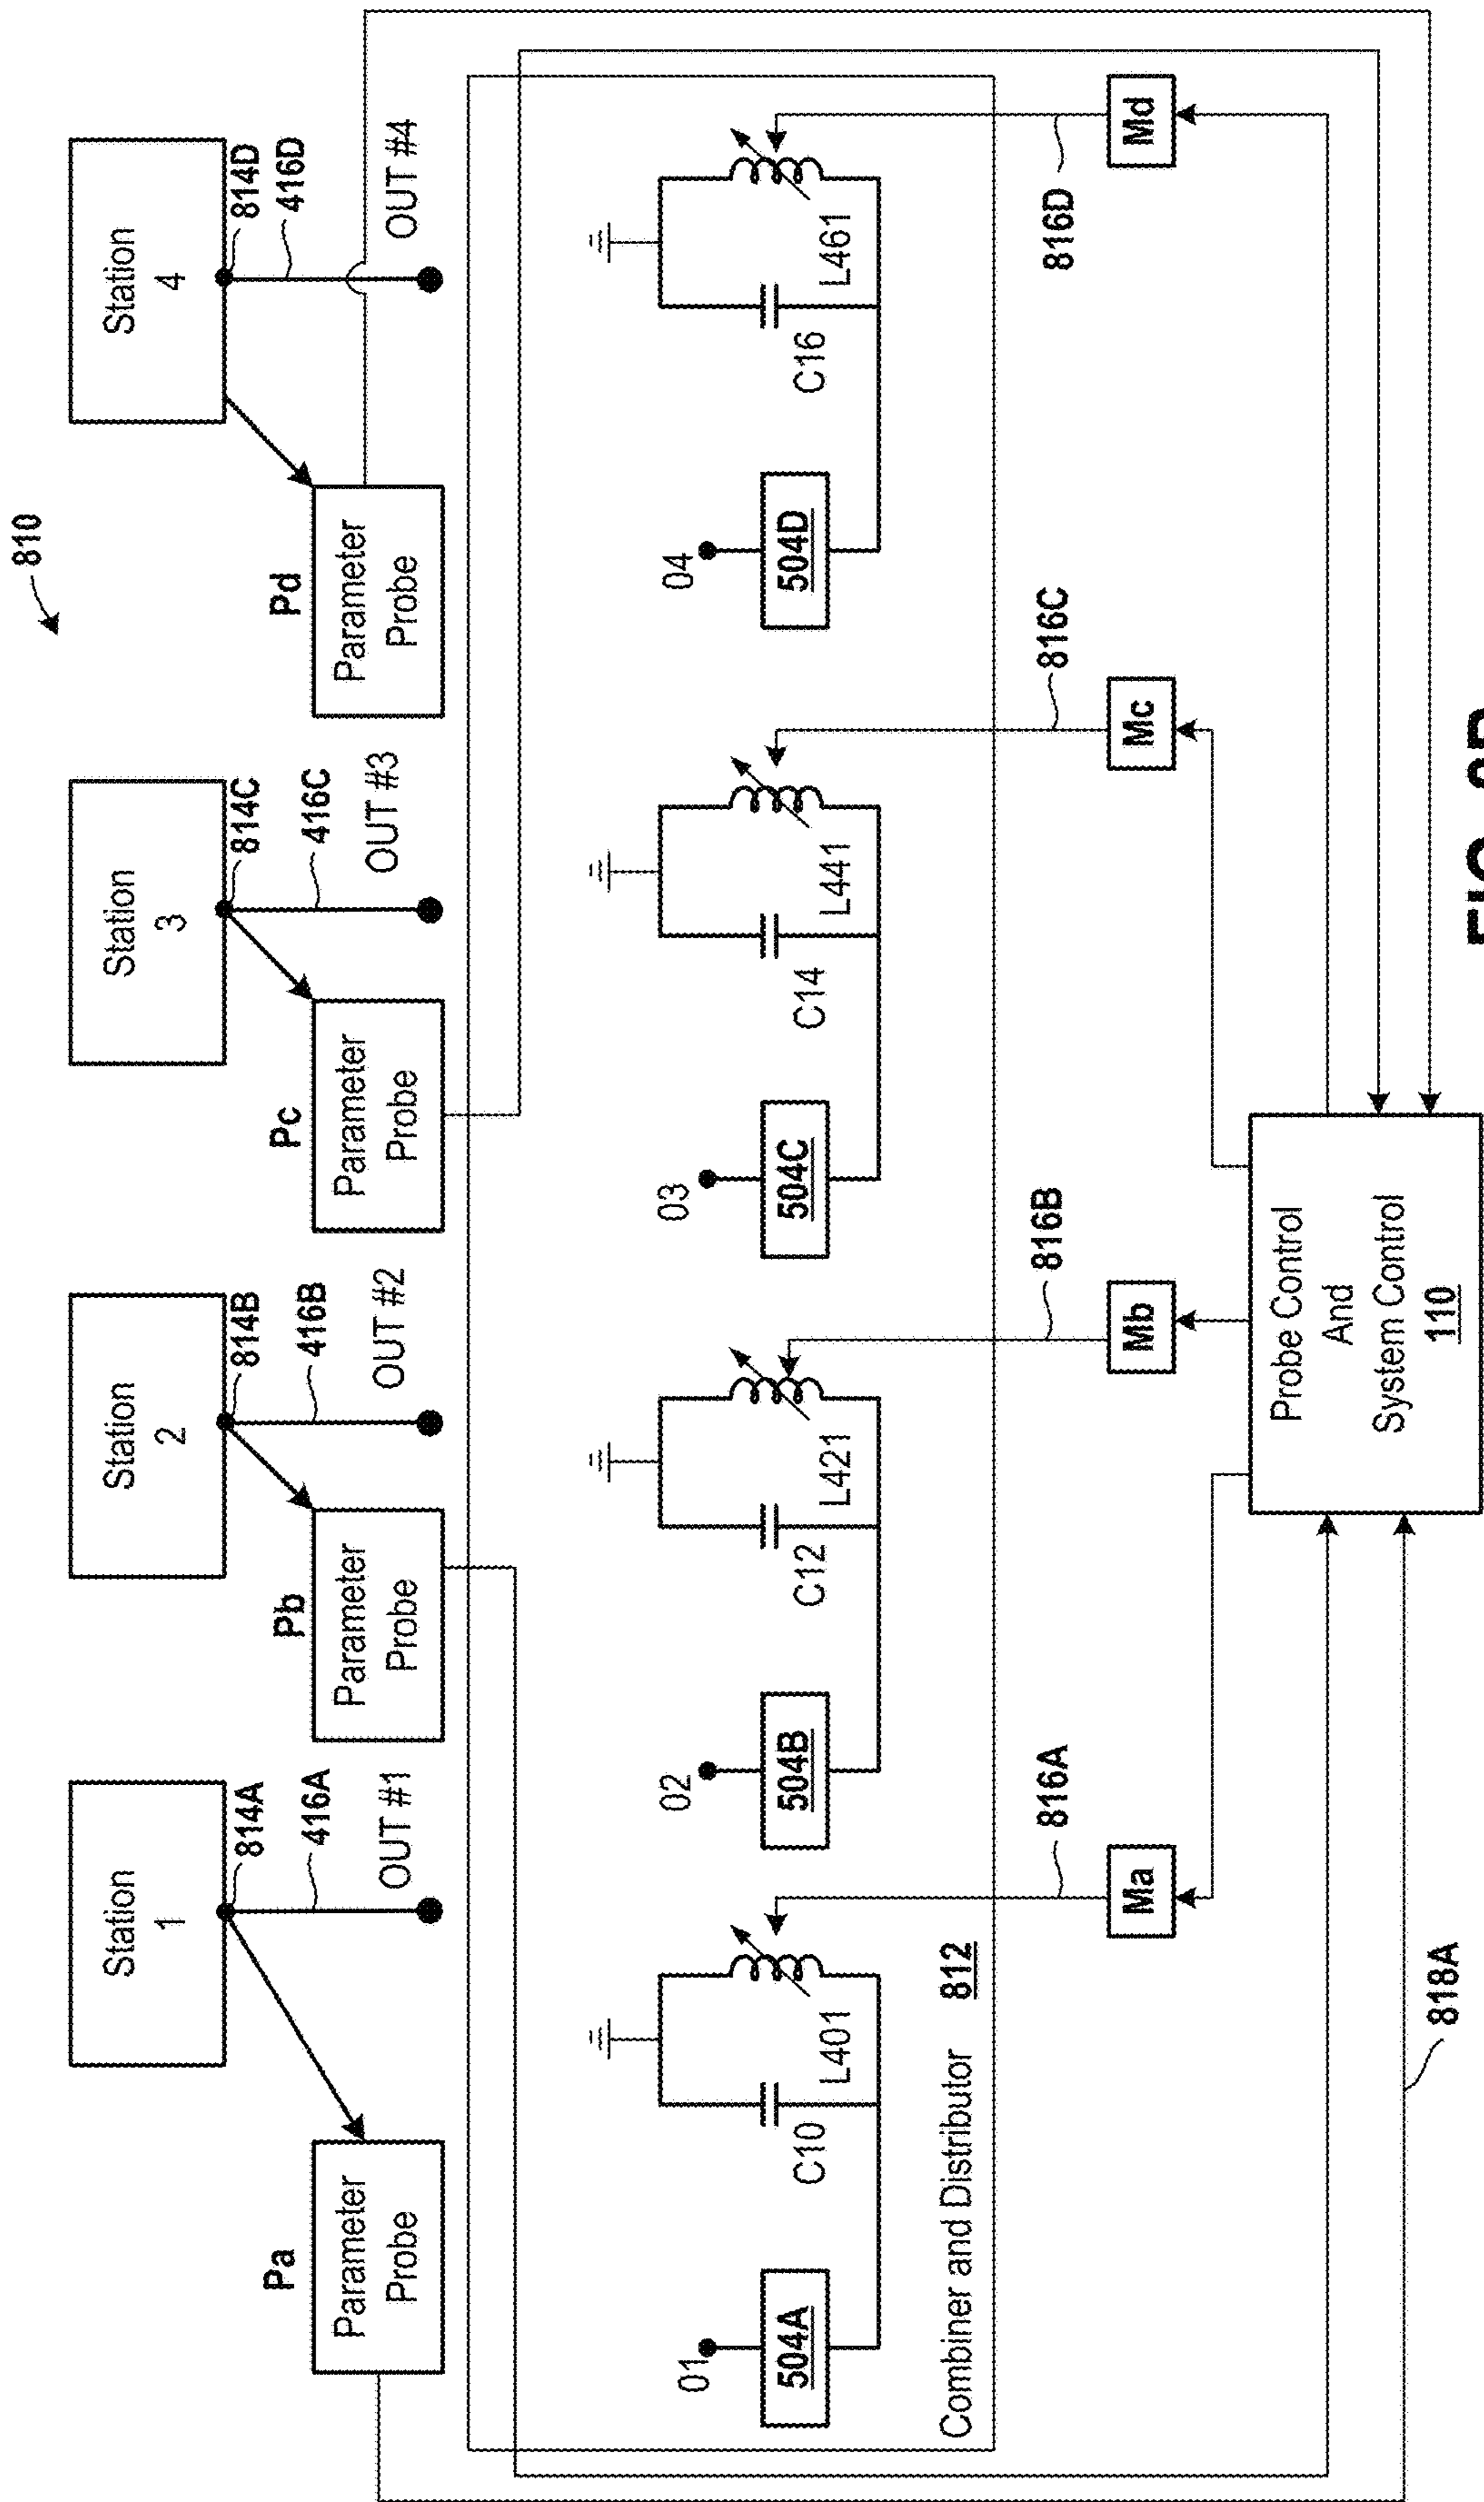 810
Station
1
814A
416A
OUT #1
Pa
Parameter
Probe
Station
2
814B
416B
OUT #2
Pb
Parameter
Probe
Station
3
814C
416C
OUT #3
Pc
Parameter
Probe
Station
4
814D
416D
OUT #4
Pd
Parameter
Probe
01
504A
C10
L401
02
504B
C12
L421
03
504C
C14
L441
04
504D
C16
L461
Combiner and Distributor 812
816A
816B
816C
816D
Ma
Mb
Mc
Md
Probe Control
And
System Control
110
818A
FIG.